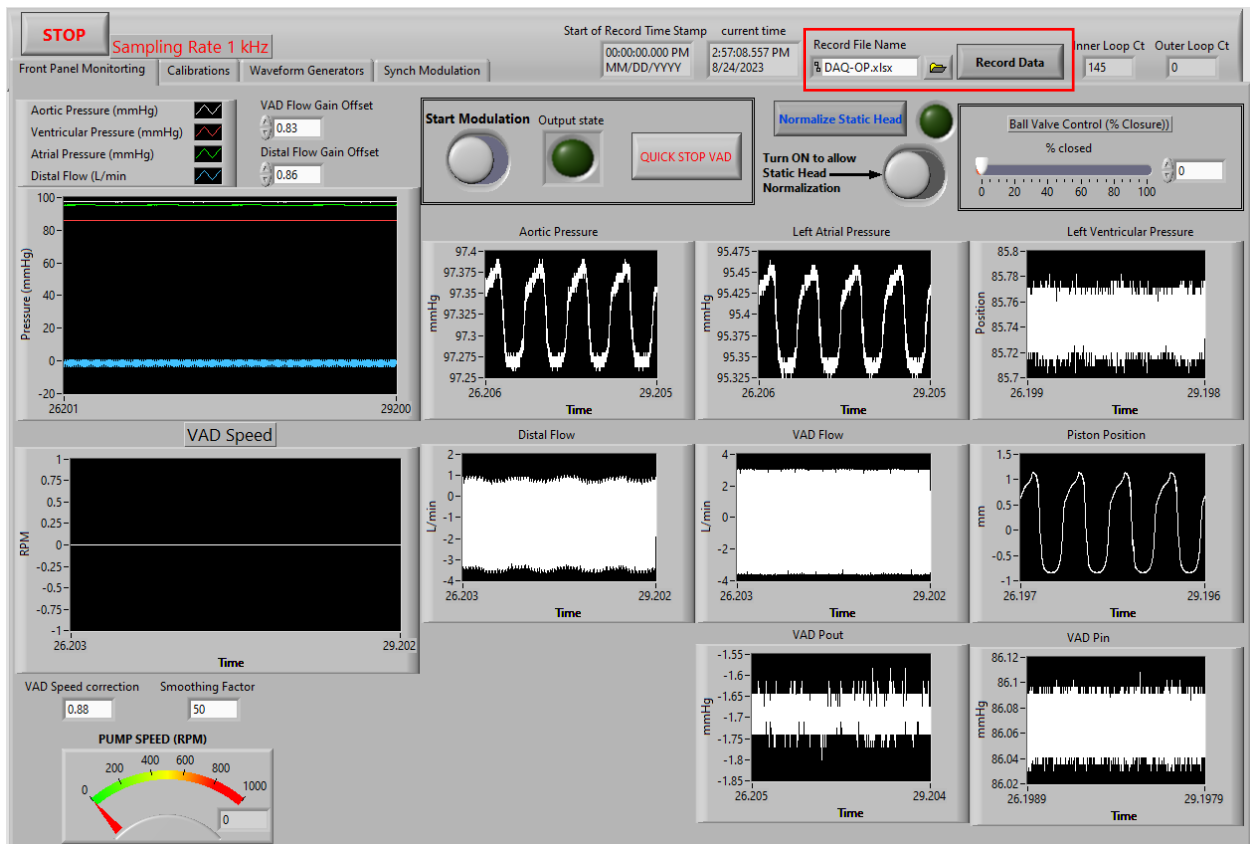 STOP
Sampling Rate 1 kHz
Start of Record Time Stamp
00:00:00.000 PM
MM/DD/YYYY
current time
2:57:08.557 PM
8/24/2023
Record File Name
DAQ-OP.xlsx
Record Data
Inner Loop Ct
145
Outer Loop Ct
0
Front Panel Monitorting
Calibrations
Waveform Generators
Synch Modulation
Aortic Pressure (mmHg)
Ventricular Pressure (mmHg)
Atrial Pressure (mmHg)
Distal Flow (L/min
VAD Flow Gain Offset
0.83
Distal Flow Gain Offset
0.86
Start Modulation
Output state
QUICK STOP VAD
Normalize Static Head
Turn ON to allow
Static Head
Normalization
Ball Valve Control (% Closure))
% closed
0 20 40 60 80 100
0
Pressure (mmHg)
100
80
60
40
20
0
-20
26201
29200
Aortic Pressure
mmHg
97.4
97.375
97.35
97.325
97.3
97.275
97.25
26.206
29.205
Time
Left Atrial Pressure
mmHg
95.475
95.45
95.425
95.4
95.375
95.35
95.325
26.206
29.205
Time
Left Ventricular Pressure
Position
85.8
85.78
85.76
85.74
85.72
85.7
26.199
29.198
Time
VAD Speed
RPM
1
0.75
0.5
0.25
0
-0.25
-0.5
-0.75
-1
26.203
29.202
Time
Distal Flow
L/min
2
1
0
-1
-2
-3
-4
26.203
29.202
Time
VAD Flow
L/min
4
2
0
-2
-4
26.203
29.202
Time
Piston Position
mm
1.5
1
0.5
0
-0.5
-1
26.197
29.196
Time
VAD Speed correction
0.88
Smoothing Factor
50
PUMP SPEED (RPM)
0 200 400 600 800 1000
0
VAD Pout
mmHg
-1.55
-1.6
-1.65
-1.7
-1.75
-1.8
-1.85
26.205
29.204
Time
VAD Pin
mmHg
86.12
86.1
86.08
86.06
86.04
86.02
26.1989
29.1979
Time